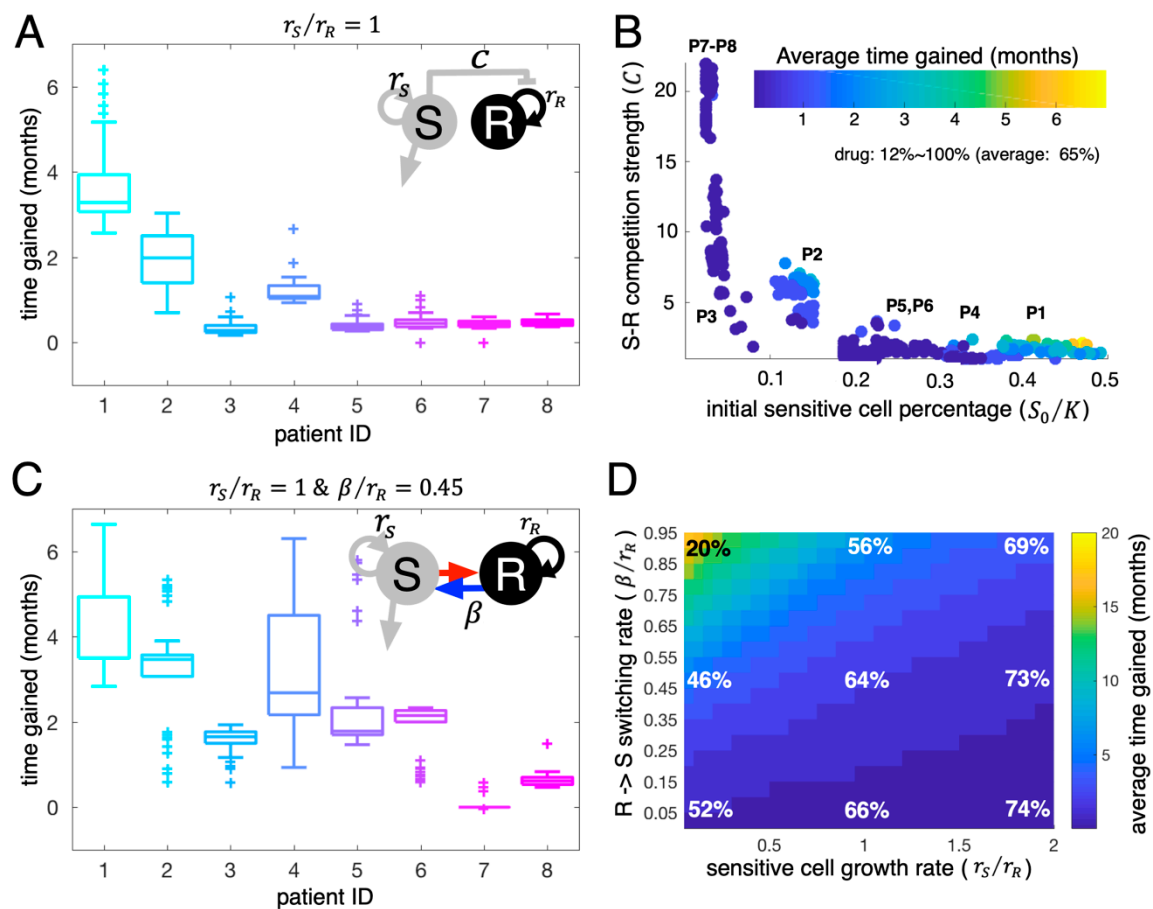 A
r_S/r_R = 1
time gained (months)
6
4
2
0
1 2 3 4 5 6 7 8
patient ID
c
r_S
S
R
r_R
B
P7-P8
Average time gained (months)
1 2 3 4 5 6
drug: 12%~100% (average: 65%)
S-R competition strength (C)
20
15
10
5
P2
P3
P5,P6
P4
P1
0.1 0.2 0.3 0.4 0.5
initial sensitive cell percentage (S_0/K)
C
r_S/r_R = 1 & β/r_R = 0.45
time gained (months)
6
4
2
0
1 2 3 4 5 6 7 8
patient ID
r_S
S
R
r_R
β
D
R -> S switching rate (β/r_R)
0.95
0.85
0.75
0.65
0.55
0.45
0.35
0.25
0.15
0.05
20% 56% 69%
46% 64% 73%
52% 66% 74%
0.5 1 1.5 2
sensitive cell growth rate (r_S/r_R)
20
15
10
5
average time gained (months)